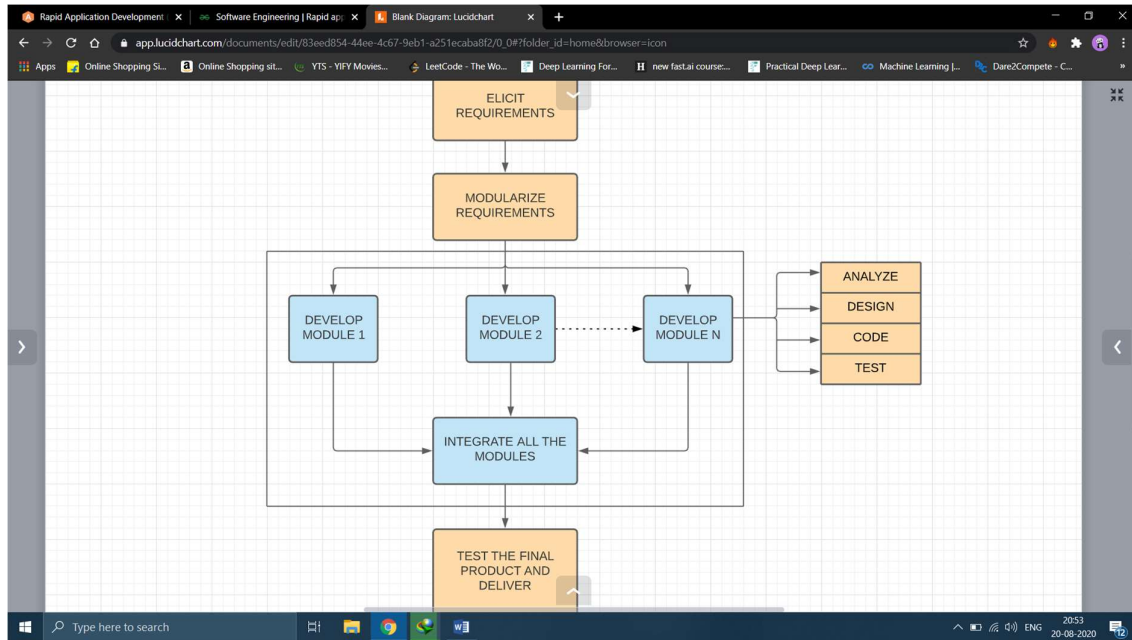 Rapid Application Development
Software Engineering | Rapid app
Blank Diagram: Lucidchart
app.lucidchart.com/documents/edit/83eed854-44ee-4c67-9eb1-a251ecaba8f2/0_0#?folder_id=home&browser=icon
Apps
Online Shopping Si...
Online Shopping sit...
YTS - YIFY Movies...
LeetCode - The Wo...
Deep Learning For...
new fast.ai course:...
Practical Deep Lear...
Machine Learning |...
Dare2Compete - C...
ELICIT
REQUIREMENTS
MODULARIZE
REQUIREMENTS
DEVELOP
MODULE 1
DEVELOP
MODULE 2
DEVELOP
MODULE N
ANALYZE
DESIGN
CODE
TEST
INTEGRATE ALL THE
MODULES
TEST THE FINAL
PRODUCT AND
DELIVER
Type here to search
ENG
20:53
20-08-2020
12